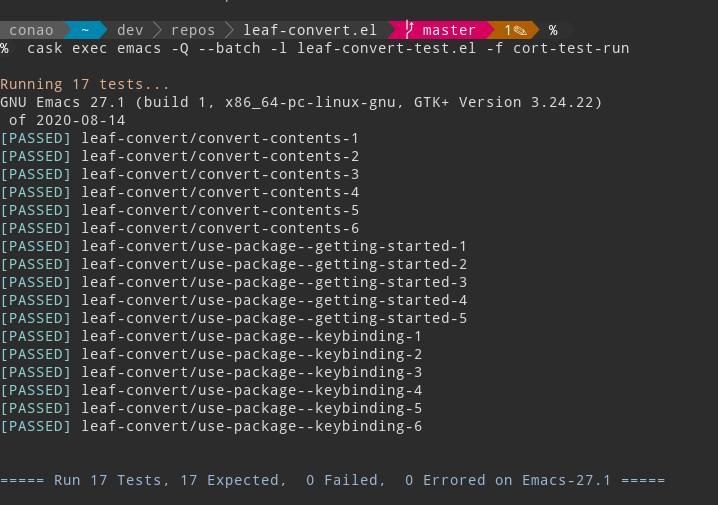 conao ~ dev repos leaf-convert.el master 1✎ %
% cask exec emacs -Q --batch -l leaf-convert-test.el -f cort-test-run
Running 17 tests...
GNU Emacs 27.1 (build 1, x86_64-pc-linux-gnu, GTK+ Version 3.24.22)
of 2020-08-14
[PASSED] leaf-convert/convert-contents-1
[PASSED] leaf-convert/convert-contents-2
[PASSED] leaf-convert/convert-contents-3
[PASSED] leaf-convert/convert-contents-4
[PASSED] leaf-convert/convert-contents-5
[PASSED] leaf-convert/convert-contents-6
[PASSED] leaf-convert/use-package--getting-started-1
[PASSED] leaf-convert/use-package--getting-started-2
[PASSED] leaf-convert/use-package--getting-started-3
[PASSED] leaf-convert/use-package--getting-started-4
[PASSED] leaf-convert/use-package--getting-started-5
[PASSED] leaf-convert/use-package--keybinding-1
[PASSED] leaf-convert/use-package--keybinding-2
[PASSED] leaf-convert/use-package--keybinding-3
[PASSED] leaf-convert/use-package--keybinding-4
[PASSED] leaf-convert/use-package--keybinding-5
[PASSED] leaf-convert/use-package--keybinding-6
===== Run 17 Tests, 17 Expected, 0 Failed, 0 Errored on Emacs-27.1 =====